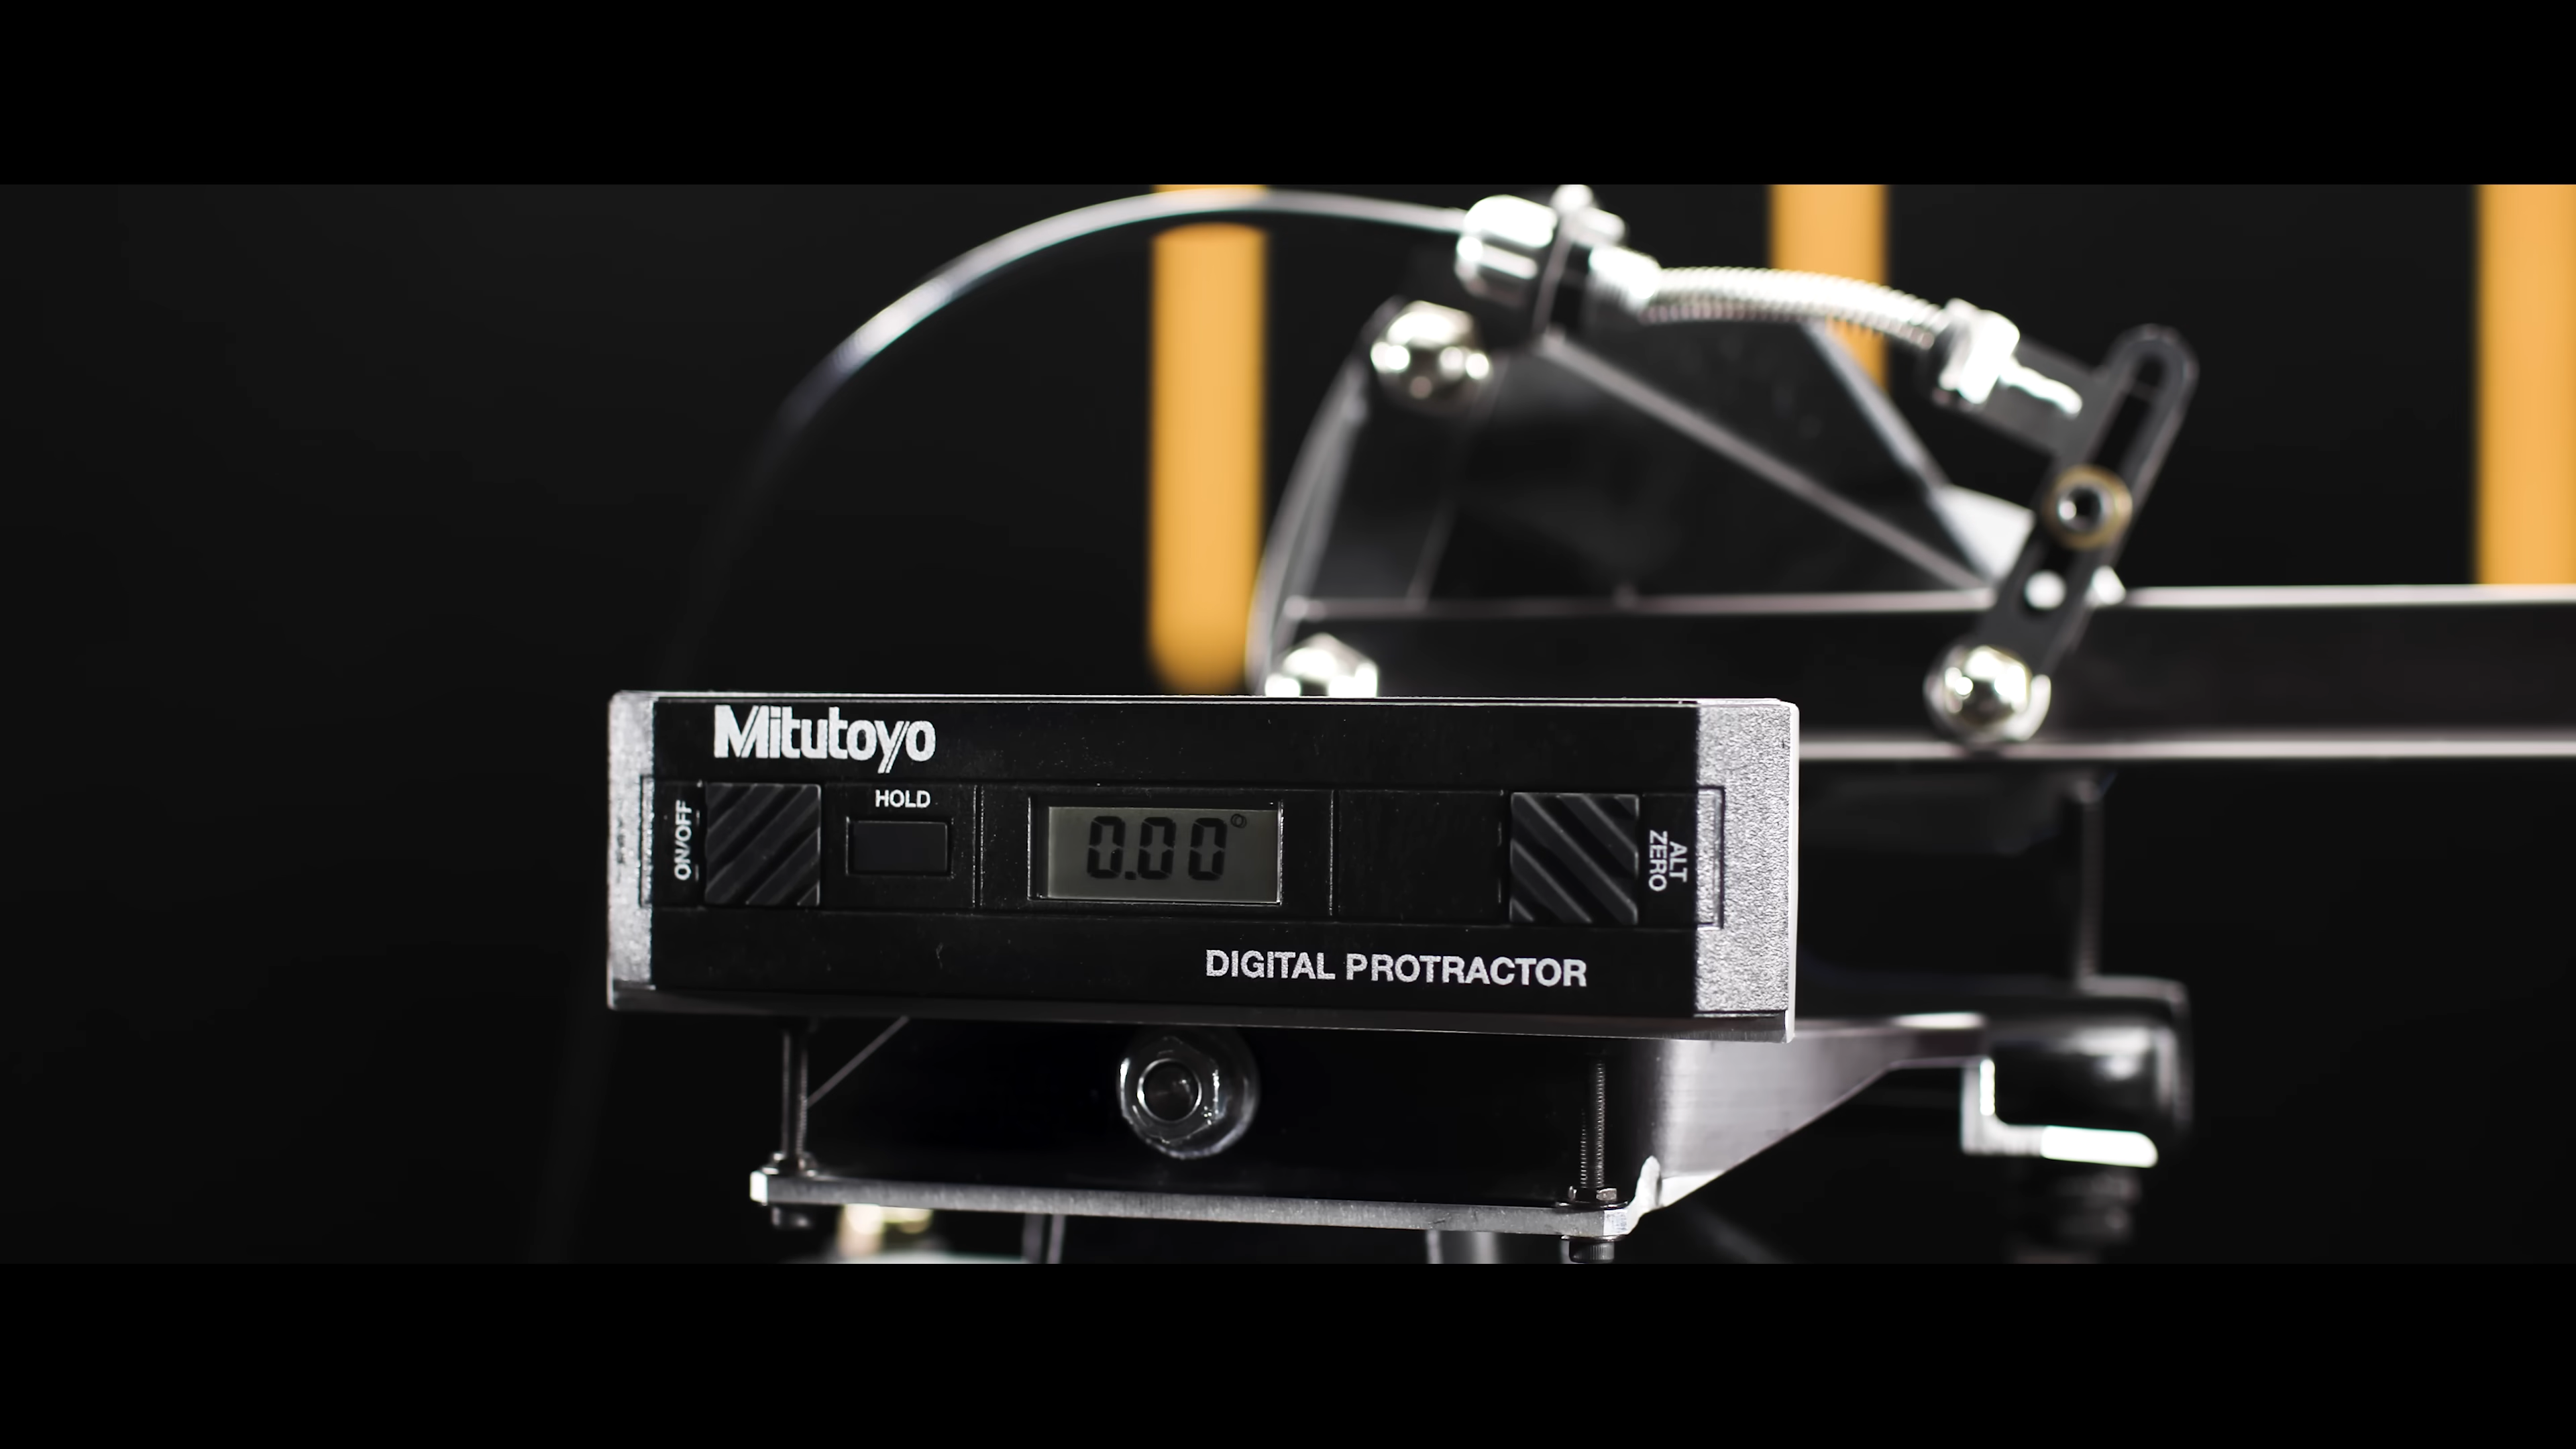 Mitutoyo
HOLD
ON/OFF
0.00°
ALT
ZERO
DIGITAL PROTRACTOR